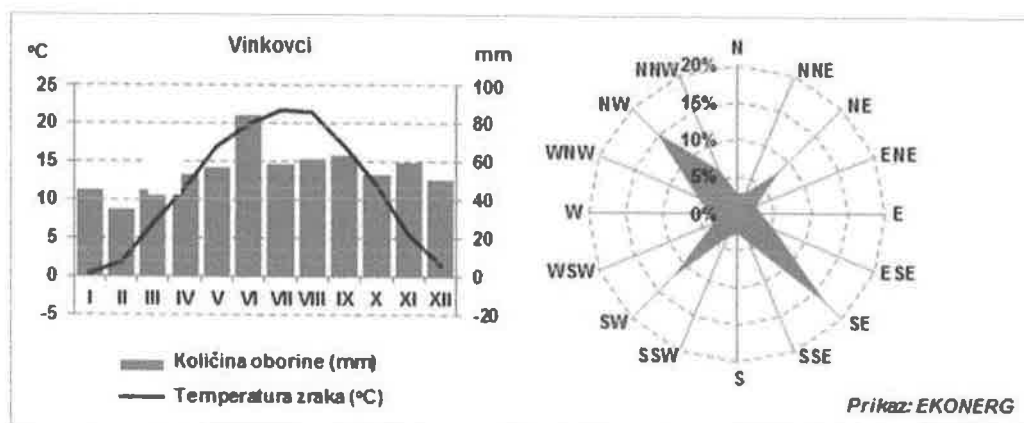 Vinkovci
°C
mm
25
20
15
10
5
0
-5
100
80
60
40
20
0
-20
I II III IV V VI VII VIII IX X XI XII
Količina oborine (mm)
Temperatura zraka (°C)
N
NNE
NE
ENE
E
ESE
SE
SSE
S
SSW
SW
WSW
W
WNW
NW
NNW
20%
15%
10%
5%
0%
Prikaz: EKONERG